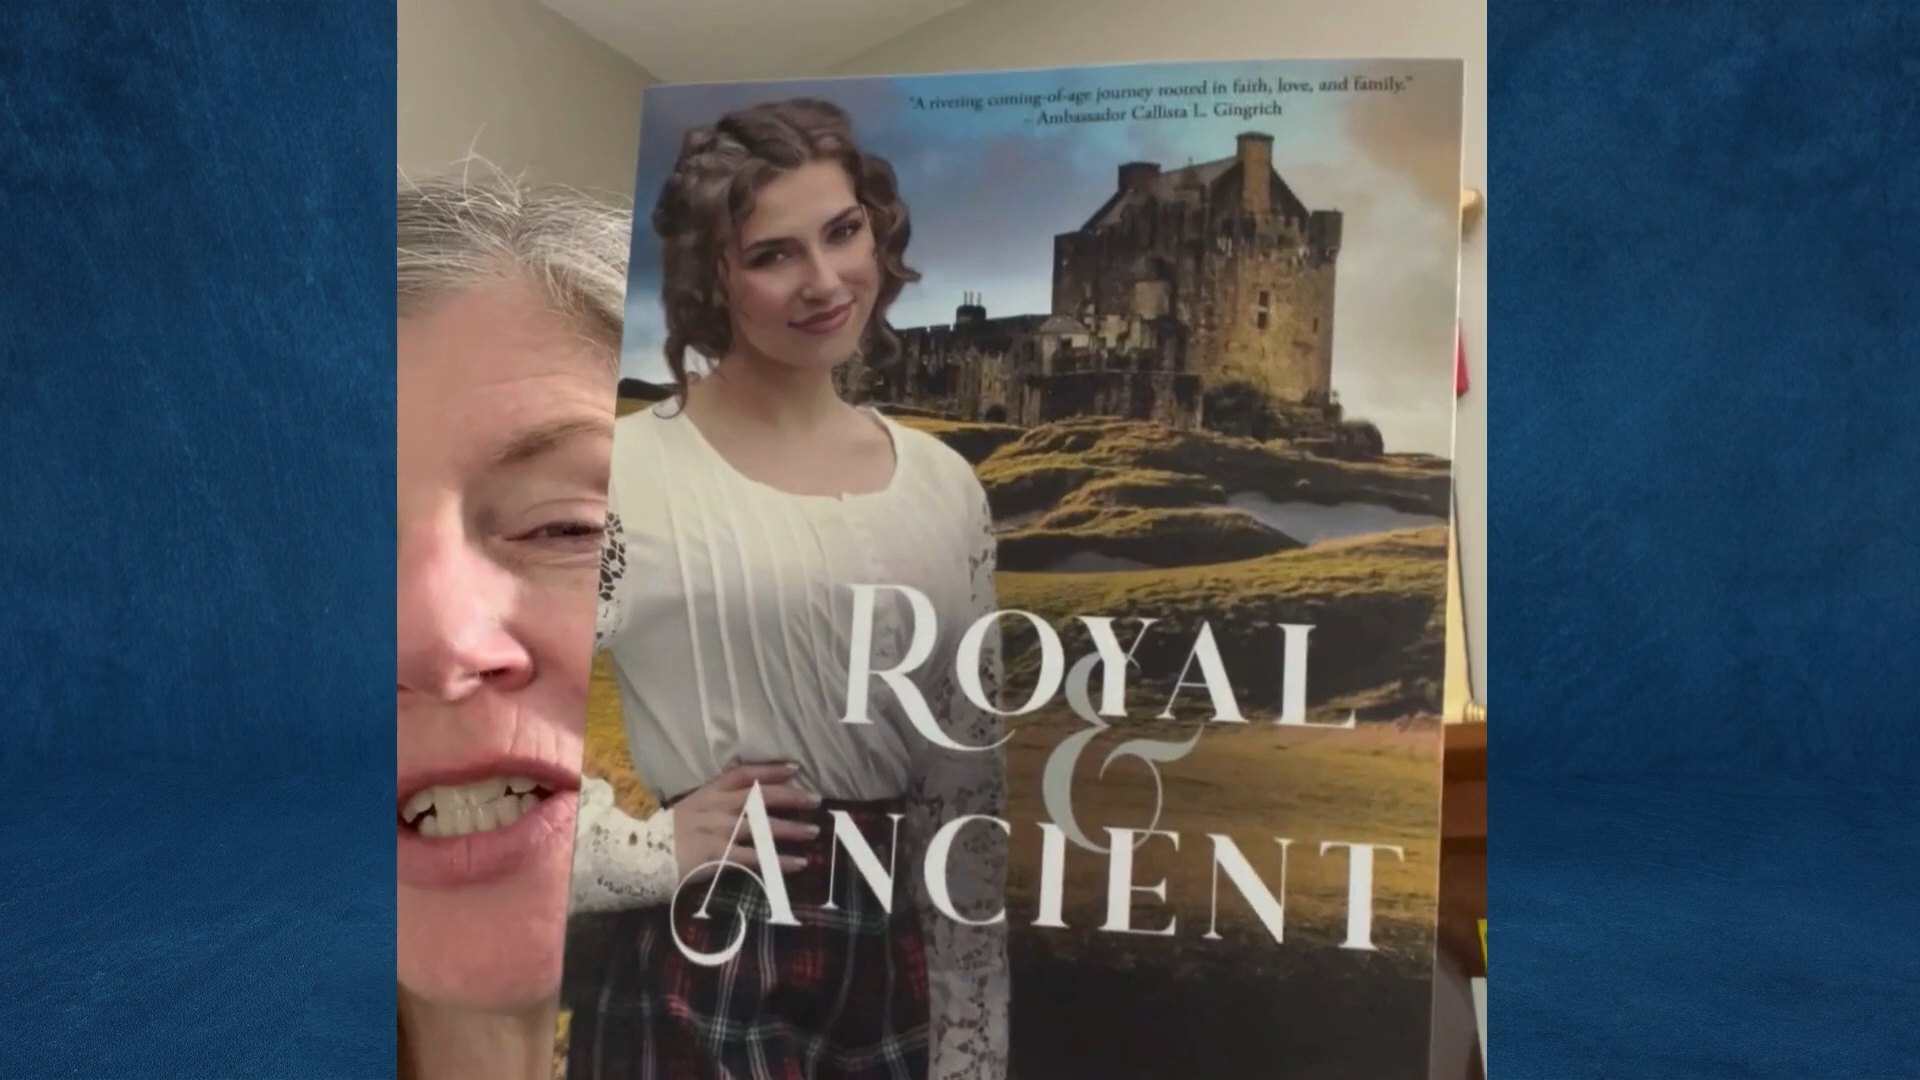 "A riveting coming-of-age journey rooted in faith, love, and family."
- Ambassador Callista L. Gingrich
ROYAL
&
ANCIENT